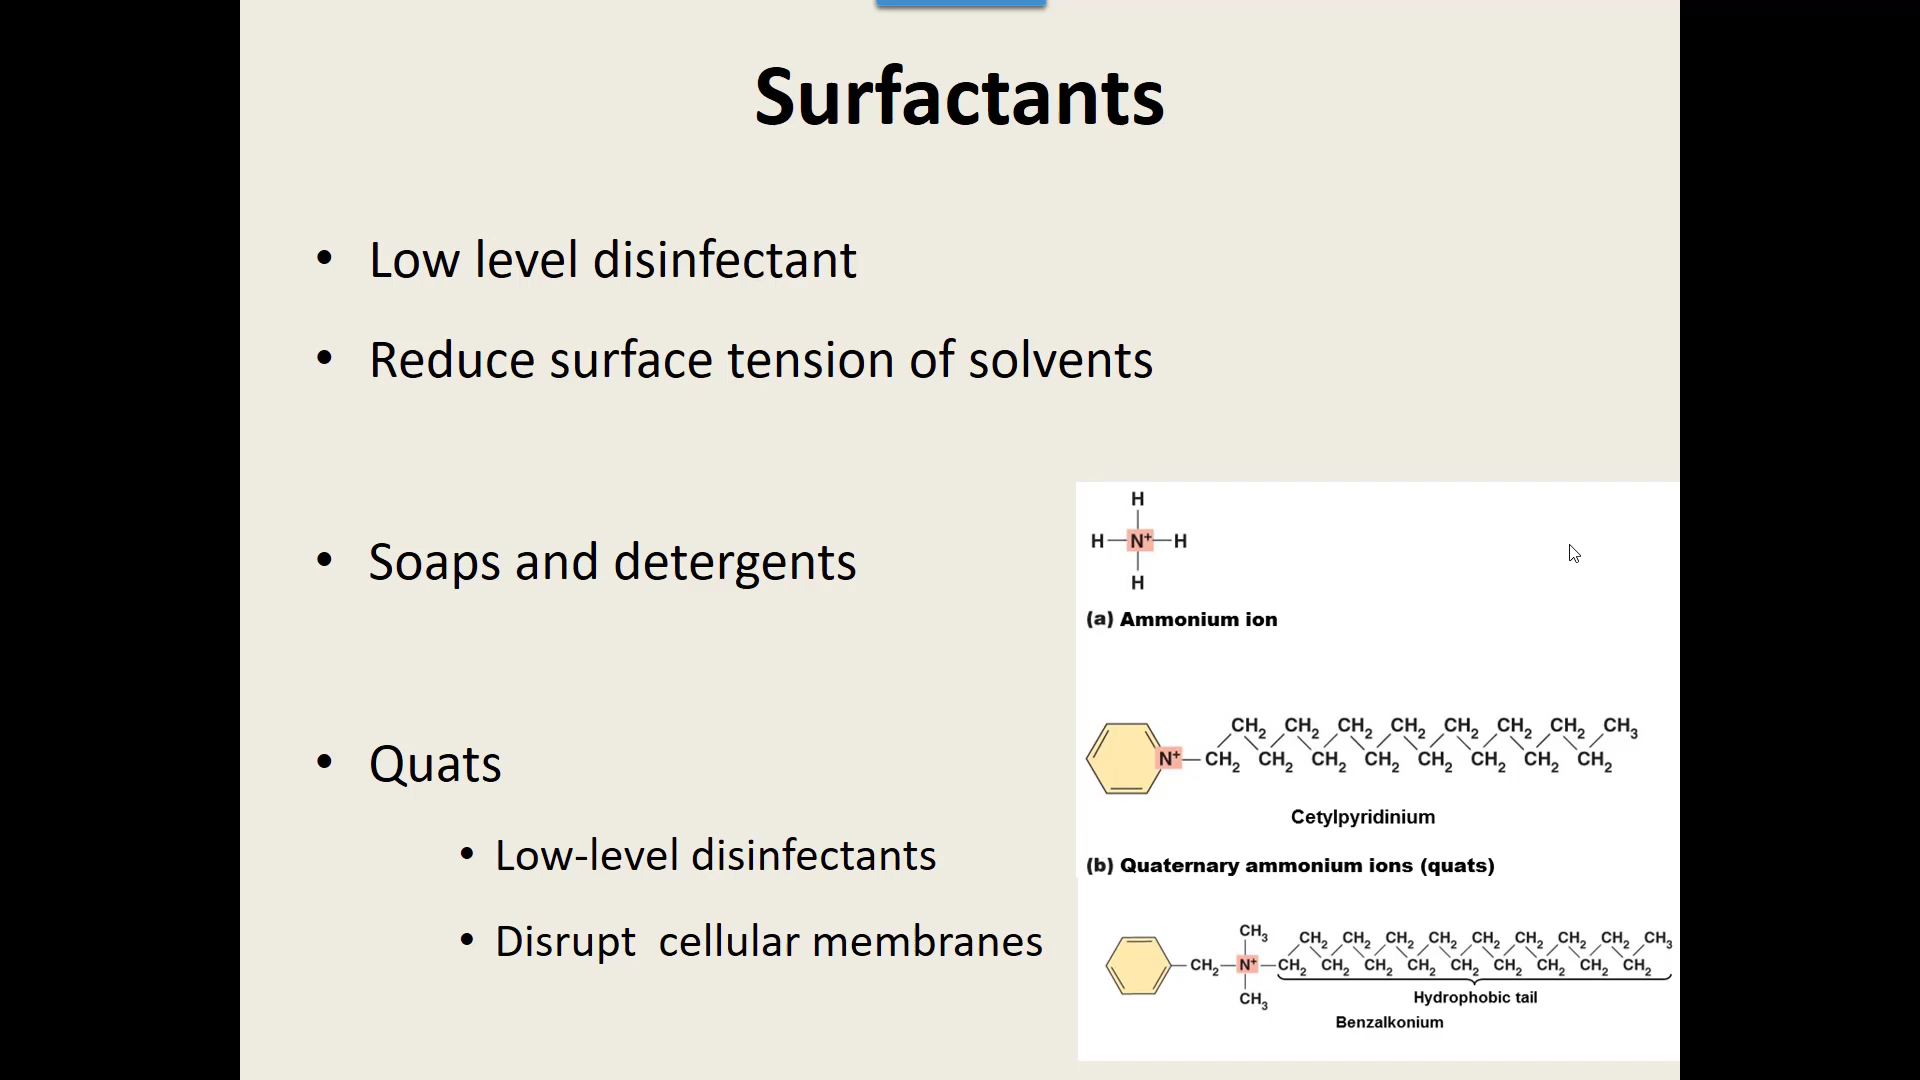 Surfactants
• Low level disinfectant
• Reduce surface tension of solvents
• Soaps and detergents
• Quats
• Low-level disinfectants
• Disrupt  cellular membranes
H
H N⁺ H
H
(a) Ammonium ion
CH₂ CH₂ CH₂ CH₂ CH₂ CH₂ CH₂ CH₃
N⁺ CH₂ CH₂ CH₂ CH₂ CH₂ CH₂ CH₂ CH₂
Cetylpyridinium
(b) Quaternary ammonium ions (quats)
CH₃ CH₂ CH₂ CH₂ CH₂ CH₂ CH₂ CH₂ CH₂ CH₃
CH₂ N⁺ CH₂ CH₂ CH₂ CH₂ CH₂ CH₂ CH₂ CH₂ CH₂
CH₃
Hydrophobic tail
Benzalkonium